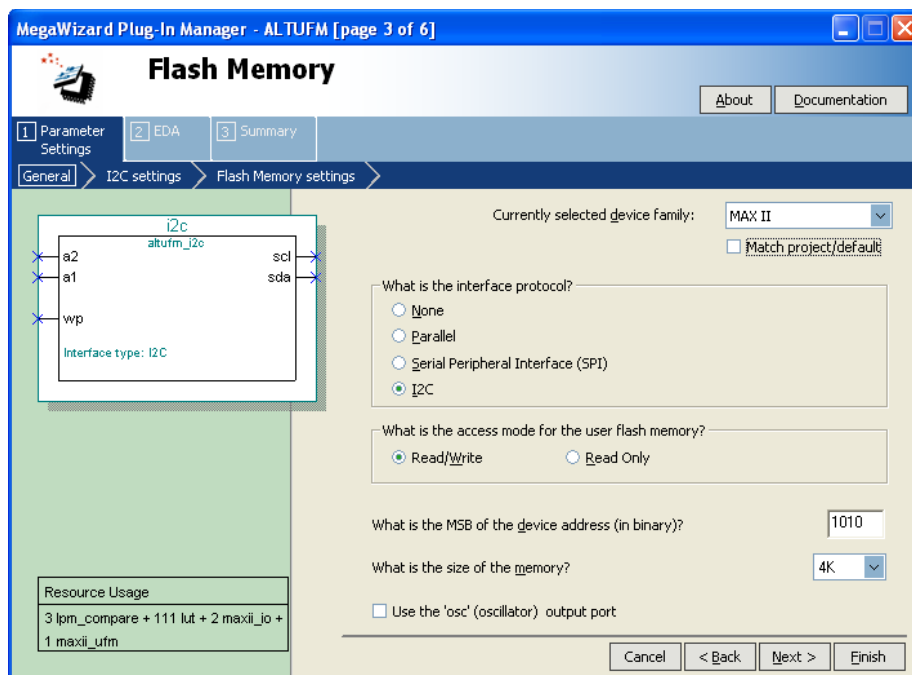 MegaWizard Plug-In Manager - ALTUFM [page 3 of 6]
Flash Memory
About
Documentation
1 Parameter Settings
2 EDA
3 Summary
General
I2C settings
Flash Memory settings
i2c
altufm_i2c
a2
scl
a1
sda
wp
Interface type: I2C
Currently selected device family:
MAX II
Match project/default
What is the interface protocol?
None
Parallel
Serial Peripheral Interface (SPI)
I2C
What is the access mode for the user flash memory?
Read/Write
Read Only
What is the MSB of the device address (in binary)?
1010
What is the size of the memory?
4K
Use the 'osc' (oscillator) output port
Resource Usage
3 lpm_compare + 111 lut + 2 maxii_io +
1 maxii_ufm
Cancel
< Back
Next >
Finish